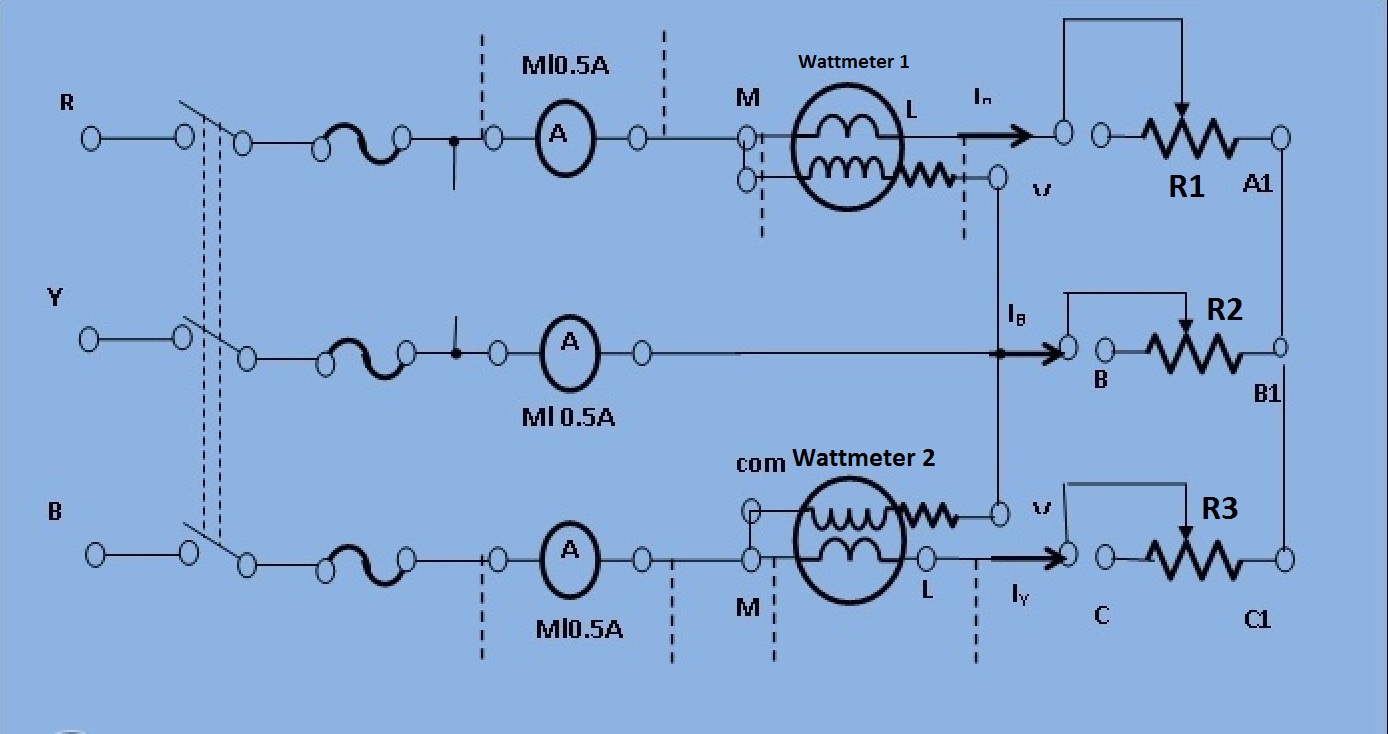 MI0.5A
Wattmeter 1
R
M
L
A
V
R1
A1
Y
I_B
R2
A
B
B1
MI 0.5A
com
Wattmeter 2
B
V
R3
A
M
L
I_Y
C
C1
MI0.5A